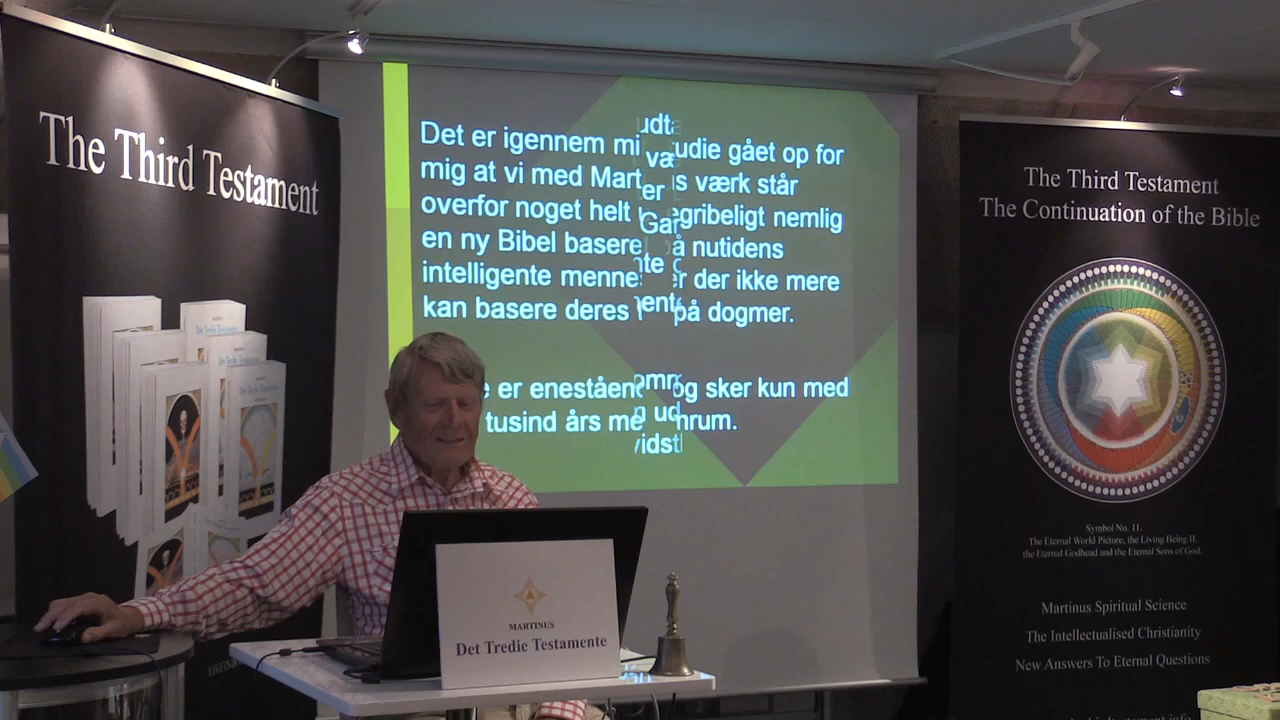 The Third Testament
Det er igennem mi udie gået op for
mig at vi med Mart s værk står
overfor noget helt gribeligt nemlig
en ny Bibel basere å nutidens
intelligente menne er der ikke mere
kan basere deres på dogmer.
er enestående og sker kun med
tusind års me mrum.
The Third Testament
The Continuation of the Bible
Symbol No. 11.
The Eternal World Picture, the Living Being II.
the Eternal Godhead and the Eternal Sons of God.
Martinus Spiritual Science
The Intellectualised Christianity
New Answers To Eternal Questions
MARTINUS
Det Tredie Testamente